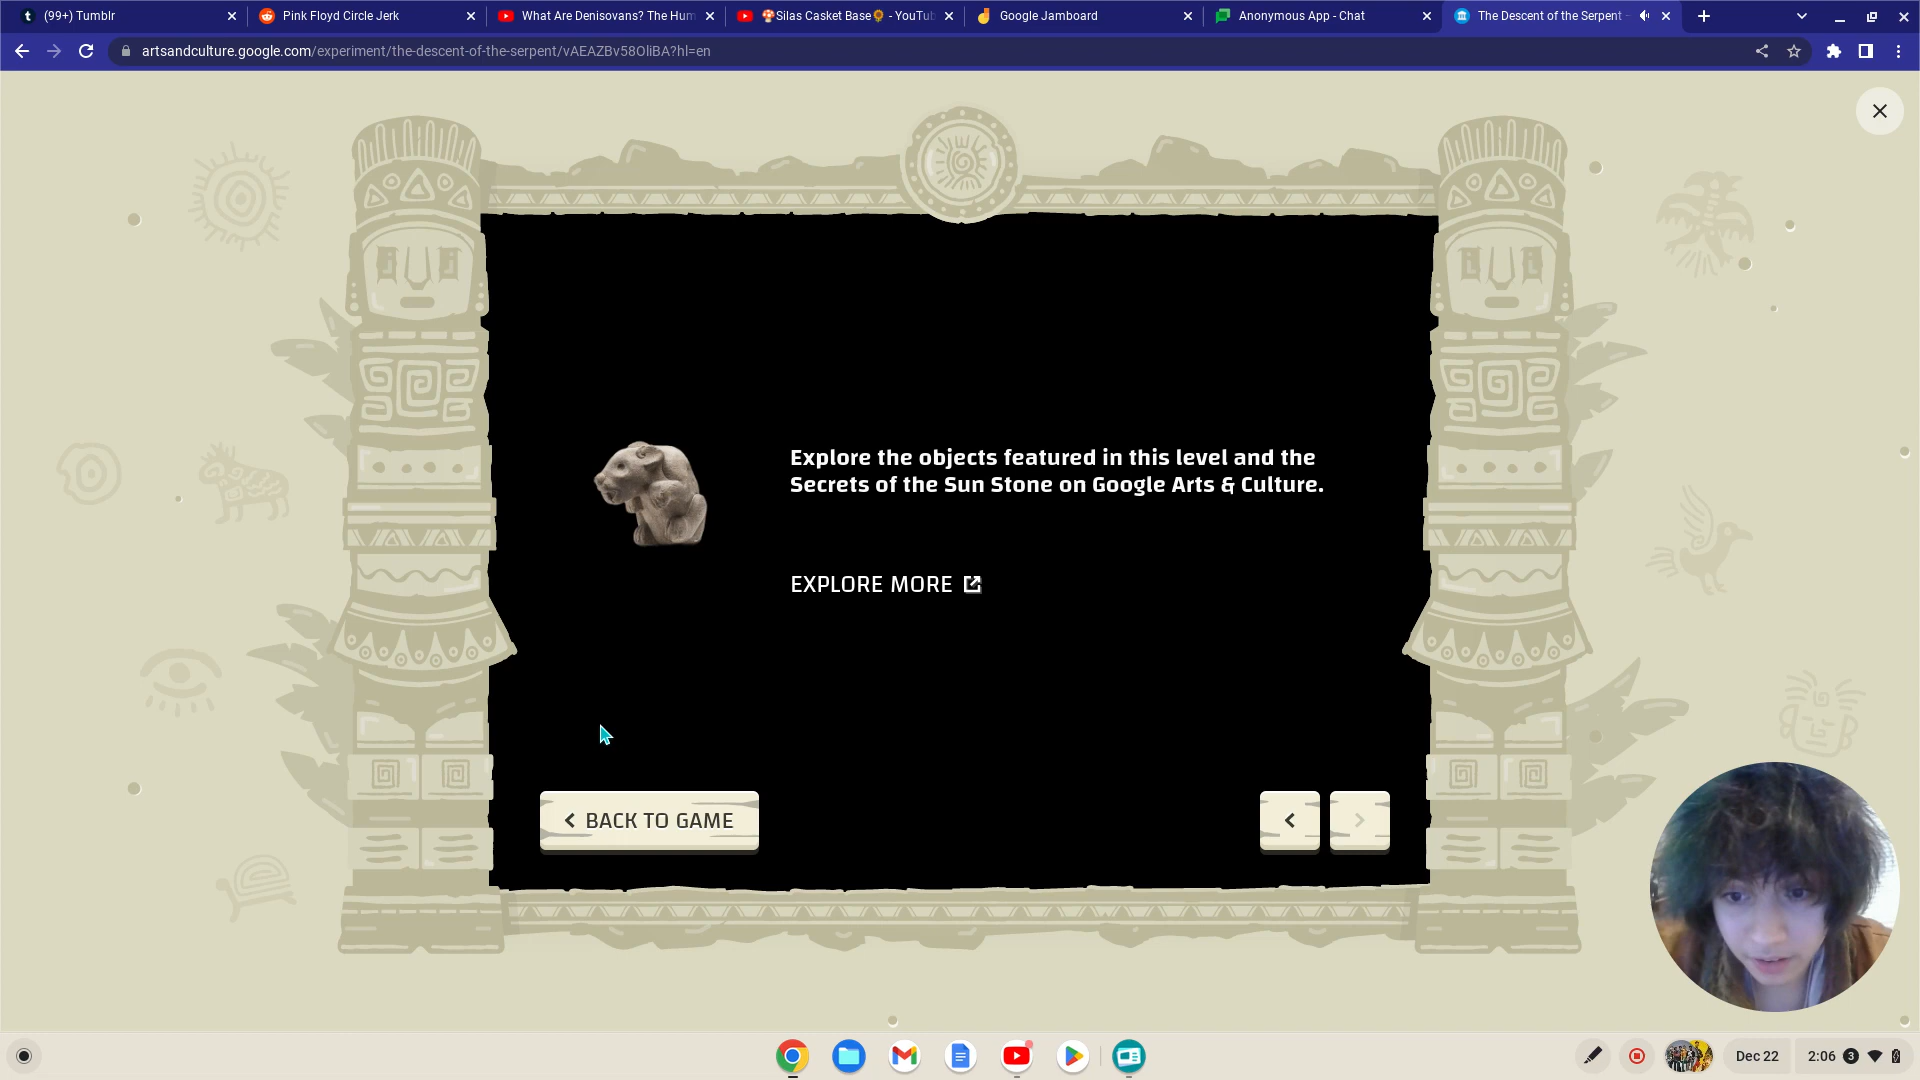 (99+) Tumblr
Pink Floyd Circle Jerk
What Are Denisovans? The Hum
🍄Silas Casket Base🌻 - YouTub
Google Jamboard
Anonymous App - Chat
The Descent of the Serpent -
artsandculture.google.com/experiment/the-descent-of-the-serpent/vAEAZBv58OliBA?hl=en
Explore the objects featured in this level and the
Secrets of the Sun Stone on Google Arts & Culture.
EXPLORE MORE
BACK TO GAME
Dec 22
2:06
3